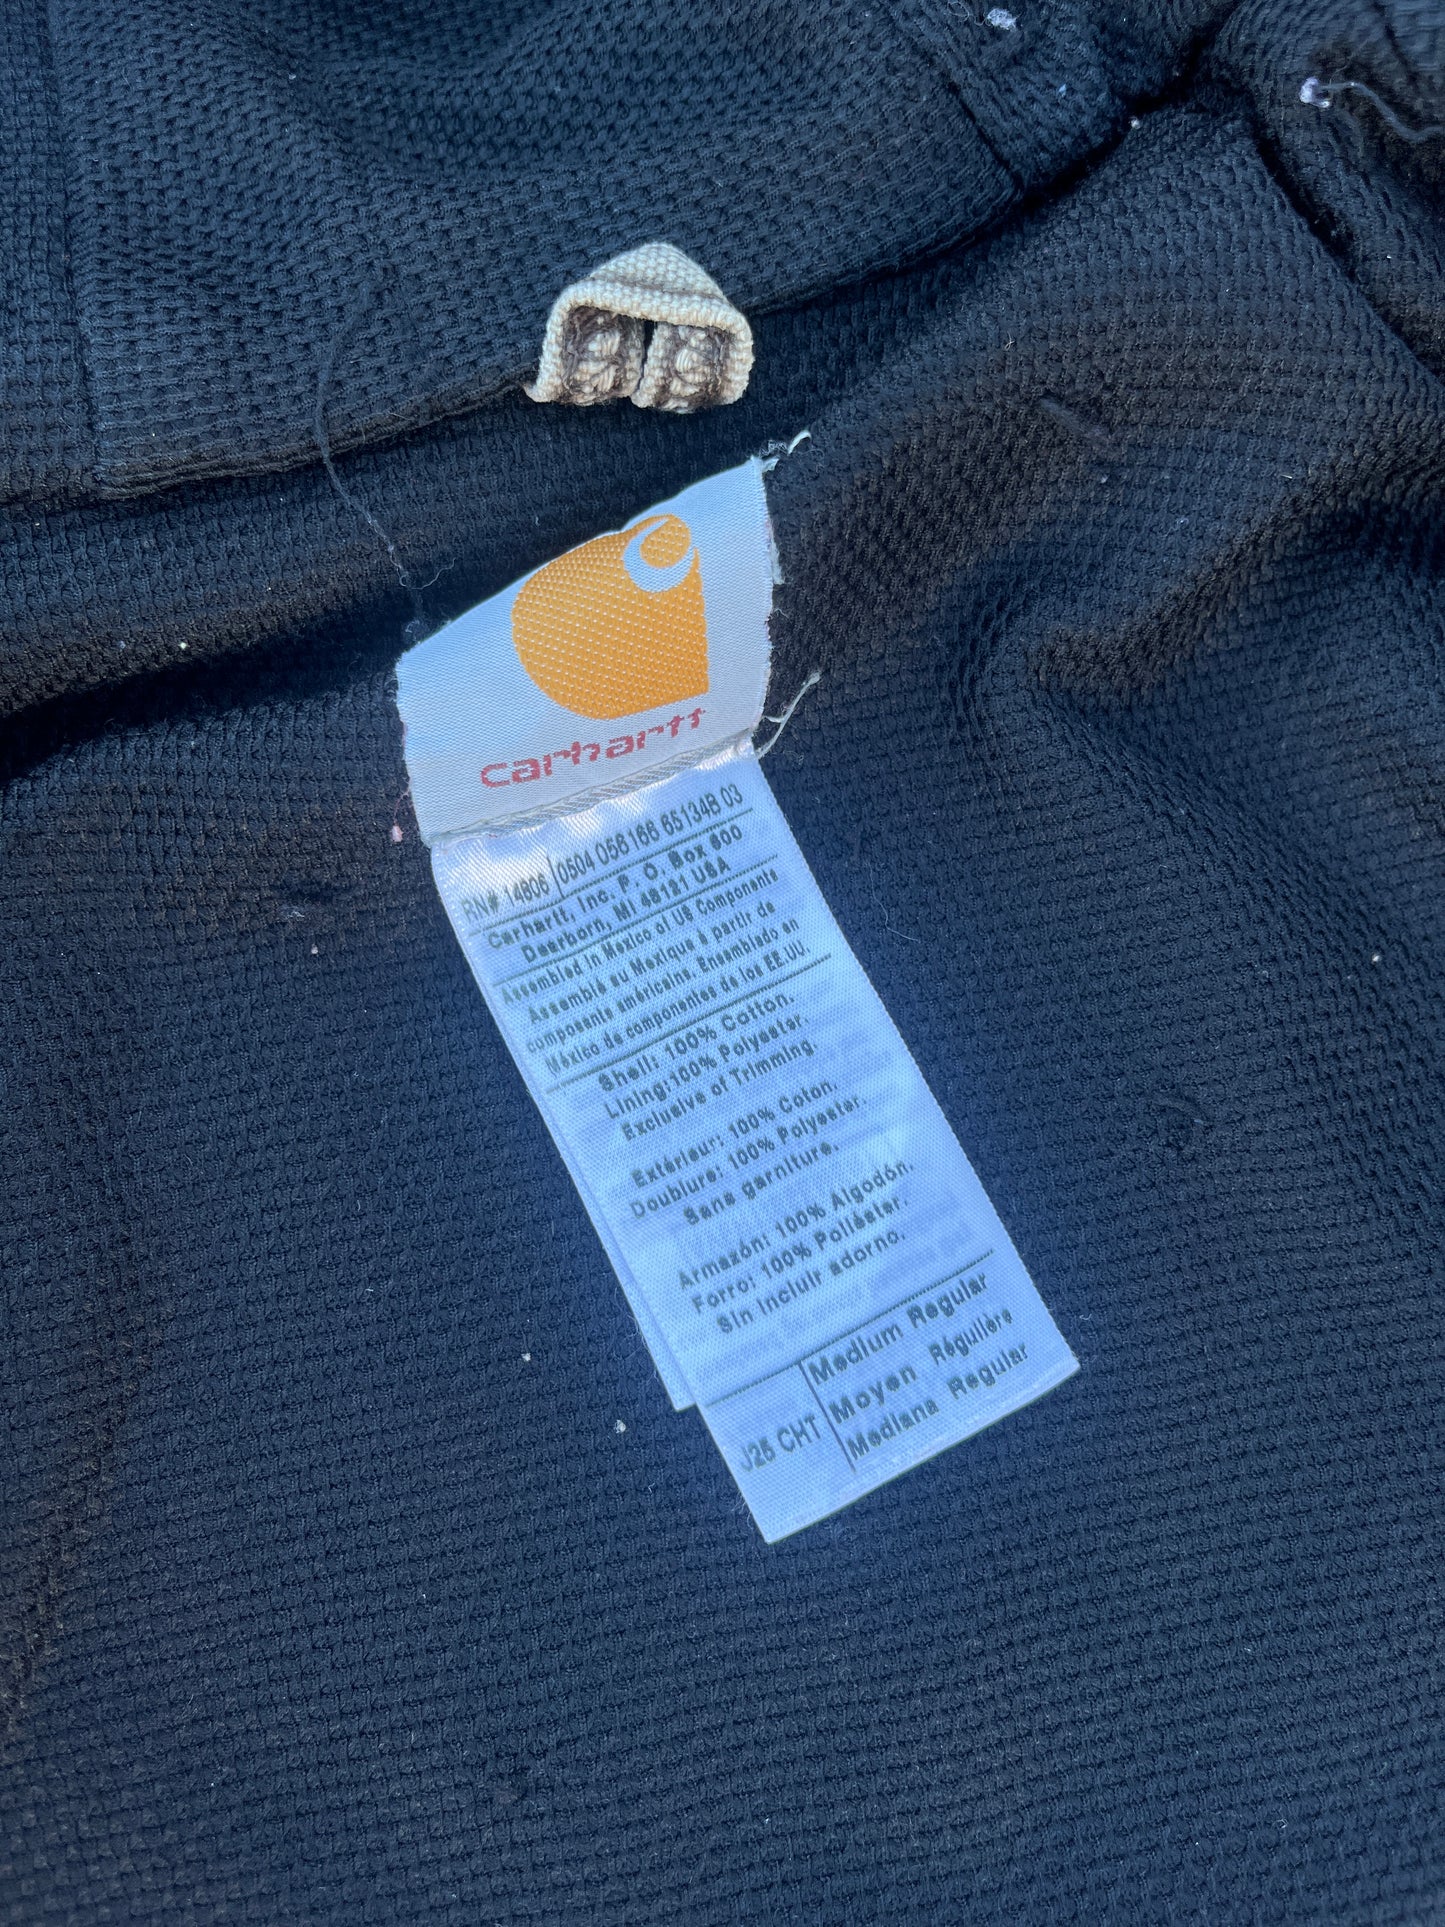 carhartt
RN# 14806 0504 056166 651348 03
Carhartt, Inc. P. O. Box 600
Dearborn, MI 48121 USA
Assembled in Mexico of US Components
Assemblé au Mexique à partir de
composants américains. Ensamblado en
México de componentes de los EE.UU.
Shell: 100% Cotton.
Lining:100% Polyester.
Exclusive of Trimming.
Extérieur: 100% Coton.
Doublure: 100% Polyester.
Sans garniture.
Armazón: 100% Algodón.
Forro: 100% Poliéster.
Sin incluir adorno.
J25 CHT
Medium Regular
Moyen Régulière
Mediana Regular